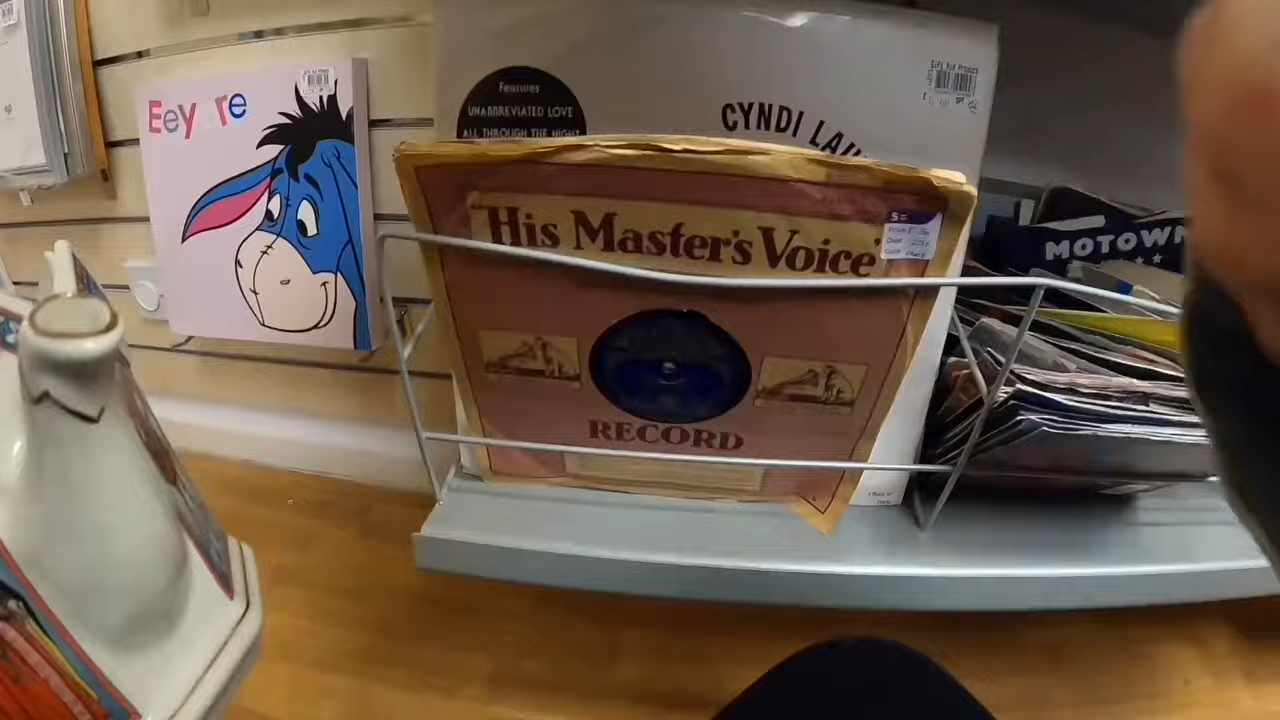 Eey re
Features
UNABBREVIATED LOVE
ALL THROUGH THE NIGHT
CYNDI LAU
His Master's Voice
RECORD
MOTOWN